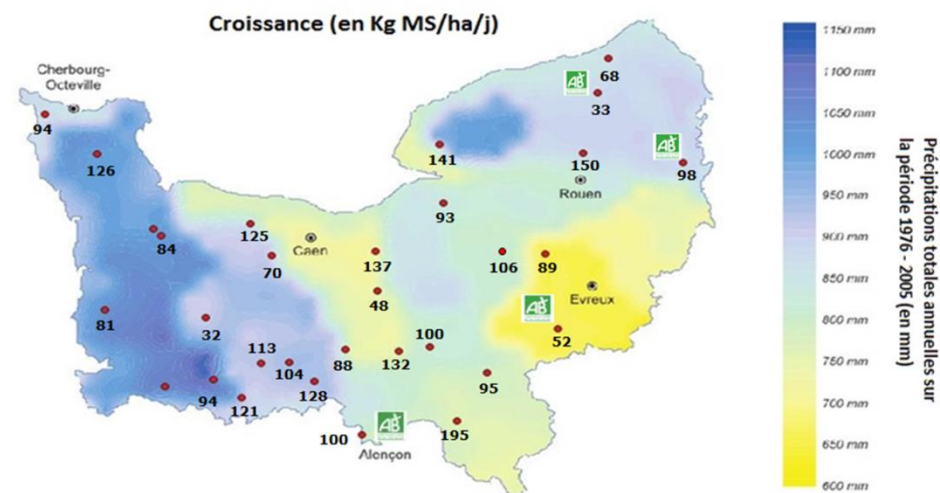 Croissance (en Kg MS/ha/j)
Cherbourg-
Octeville
94
126
84
81
32
94
113
104
121
128
125
70
Caen
137
48
88
132
100
100
AB
Alençon
141
93
AB
68
33
150
Rouen
AB
98
106
89
Evreux
AB
52
95
195
1150 mm
1100 mm
1050 mm
1000 mm
950 mm
900 mm
850 mm
800 mm
750 mm
700 mm
650 mm
600 mm
Précipitations totales annuelles sur
la période 1976 - 2005 (en mm)